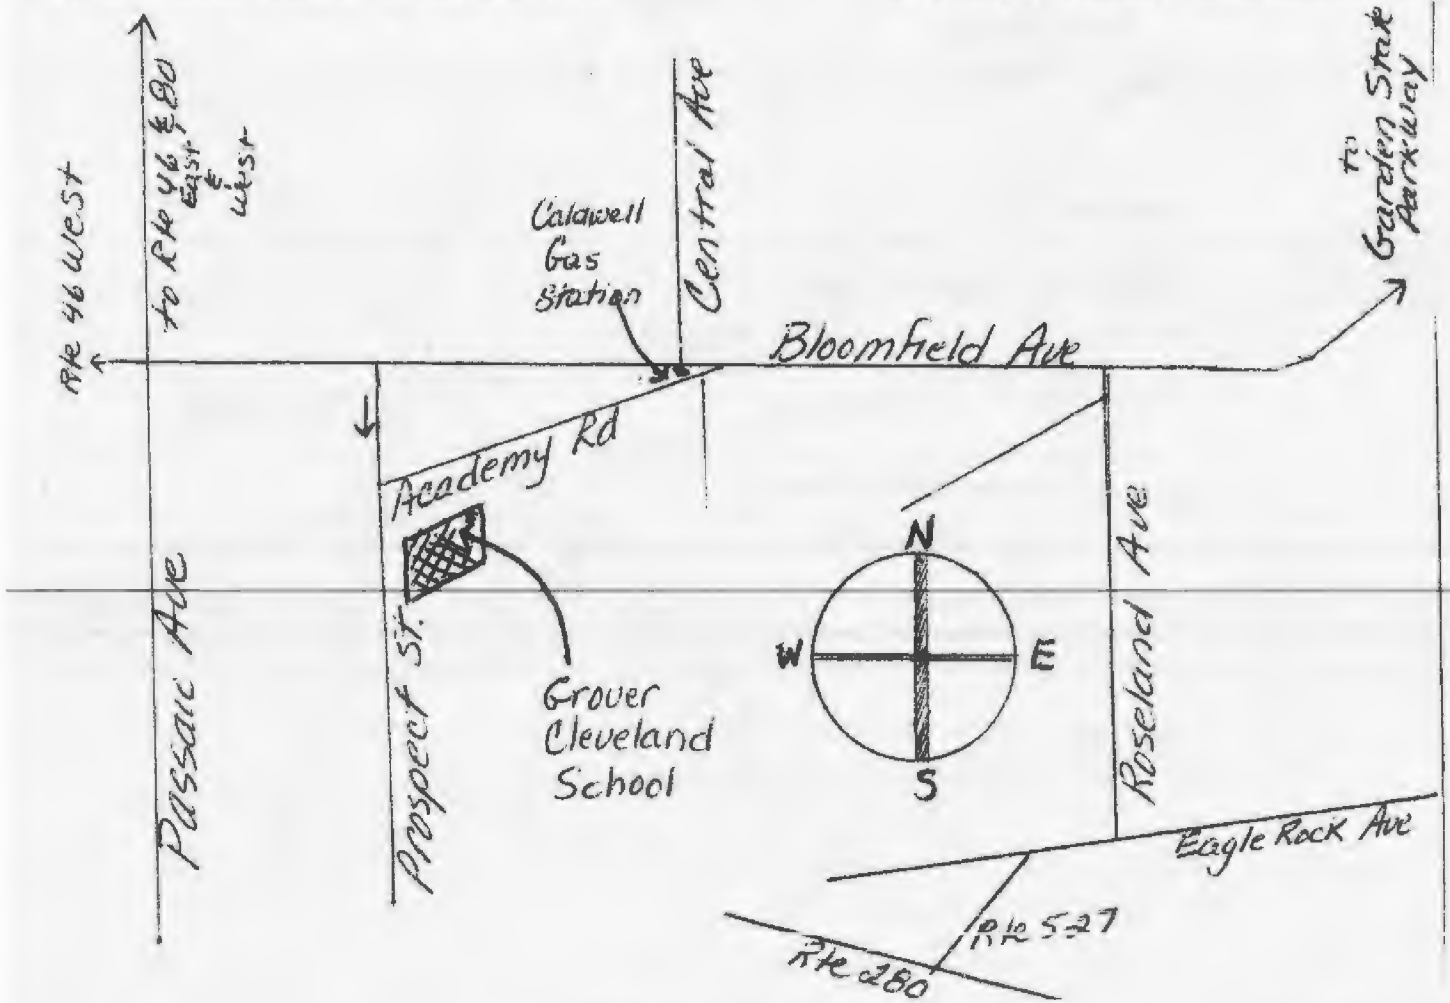 Rte 46 West
to Rte 46 & 80
East
&
West
Caldwell
Gas
Station
Central Ave
to
Garden State
Parkway
Bloomfield Ave
Academy Rd
Passaic Ave
Prospect St.
Grover
Cleveland
School
N
W
E
S
Roseland Ave
Eagle Rock Ave
Rte 527
Rte 280